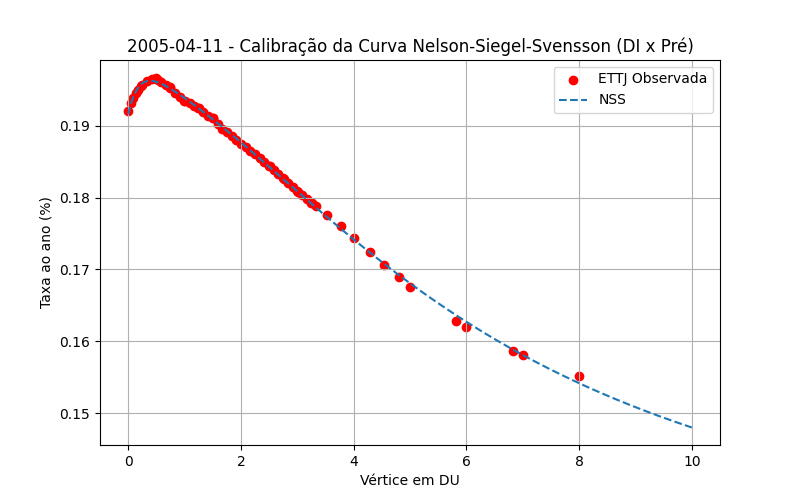 2005-04-11 - Calibração da Curva Nelson-Siegel-Svensson (DI x Pré)
ETTJ Observada
NSS
Taxa ao ano (%)
0.19
0.18
0.17
0.16
0.15
0 2 4 6 8 10
Vértice em DU